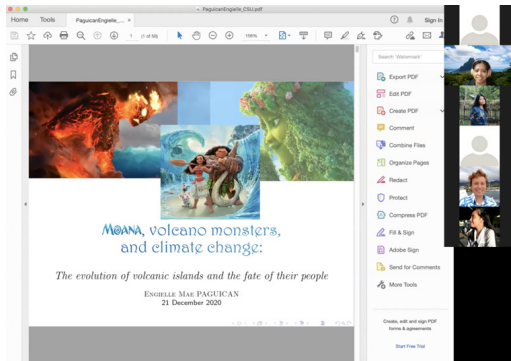 PaguicanEngielle_CSU.pdf
Home Tools PaguicanEngielle_... × Sign In
1 (1 of 50) 156%
Search 'Watermark'
Export PDF
Edit PDF
Create PDF
Comment
Combine Files
Organize Pages
Redact
Protect
Compress PDF
Fill & Sign
Adobe Sign
Send for Comments
More Tools
Create, edit and sign PDF
forms & agreements
Start Free Trial
MOANA, volcano monsters,
and climate change:
The evolution of volcanic islands and the fate of their people
ENGIELLE MAE PAGUICAN
21 December 2020